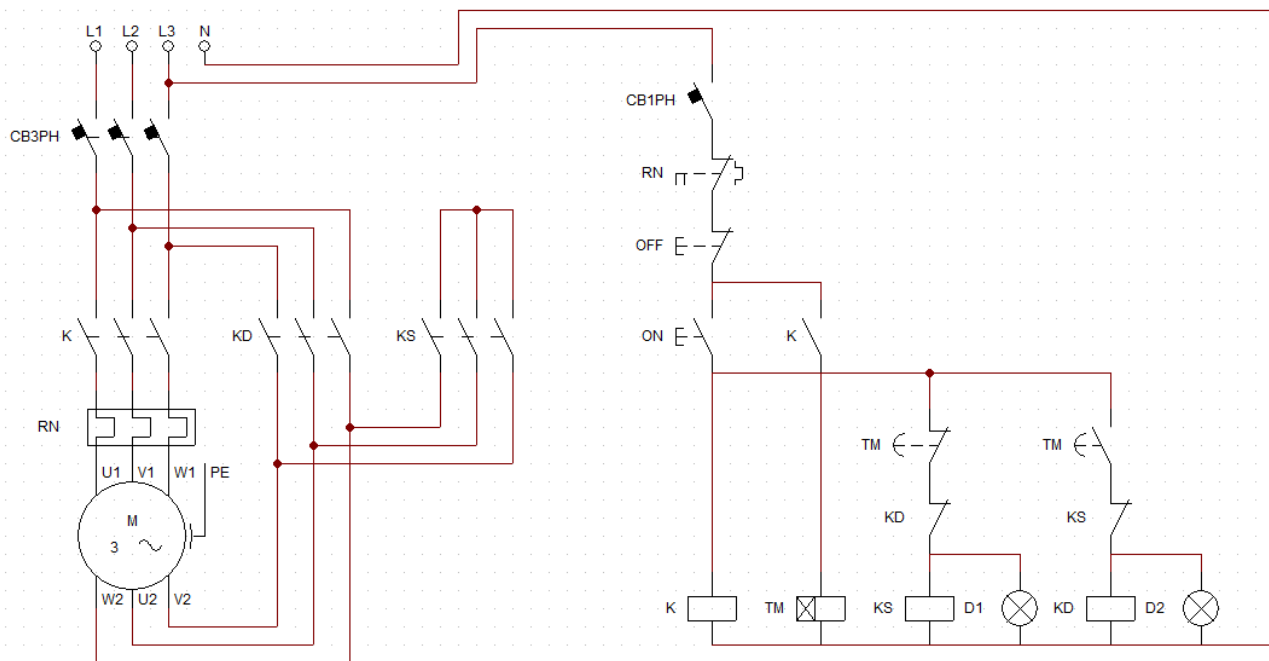 L1 L2 L3 N
CB1PH
CB3PH
RN
OFF
K KD KS ON K
RN
TM TM
U1 V1 W1 PE
KD KS
M
3
W2 U2 V2 K TM KS D1 KD D2